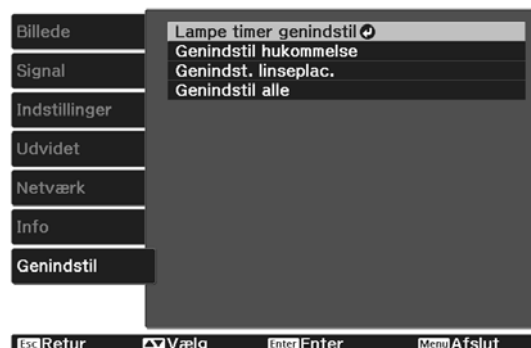 Billede
Signal
Indstillinger
Udvidet
Netværk
Info
Genindstil
Lampe timer genindstil
Genindstil hukommelse
Genindst. linseplac.
Genindstil alle
Esc Retur Vælg Enter Enter Menu Afslut